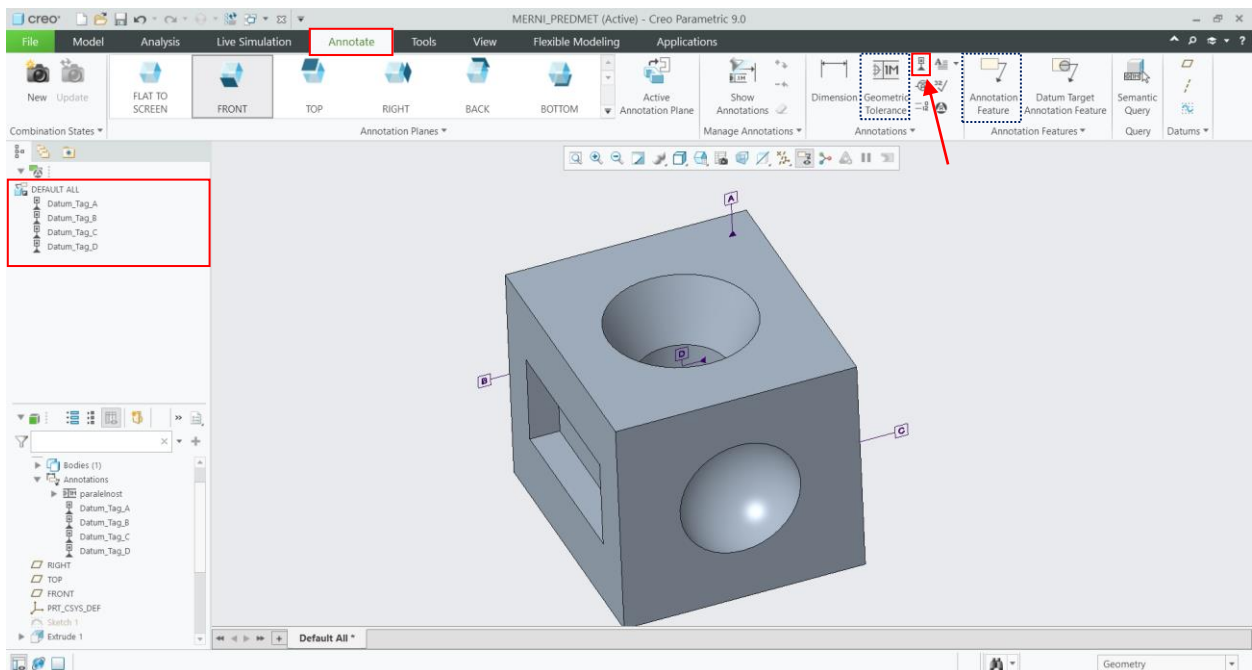 creo·
MERNI_PREDMET (Active) - Creo Parametric 9.0
File Model Analysis Live Simulation Annotate Tools View Flexible Modeling Applications
New Update
FLAT TO SCREEN
FRONT
TOP
RIGHT
BACK
BOTTOM
Active Annotation Plane
Show Annotations
Dimension
Geometric Tolerance
Annotation Feature
Datum Target Annotation Feature
Semantic Query
Combination States
Annotation Planes
Manage Annotations
Annotations
Annotation Features
Query
Datums
DEFAULT ALL
Datum_Tag_A
Datum_Tag_B
Datum_Tag_C
Datum_Tag_D
A
D
B
C
Bodies (1)
Annotations
paralelnost
Datum_Tag_A
Datum_Tag_B
Datum_Tag_C
Datum_Tag_D
RIGHT
TOP
FRONT
PRT_CSYS_DEF
Sketch 1
Extrude 1
Default All *
Geometry